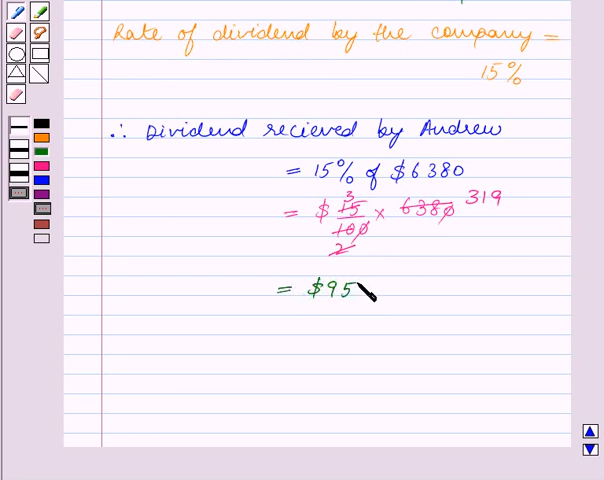 Rate of dividend by the company =
15%
∴ Dividend recieved by Andrew
= 15% of $6380
= $ 15/100 × 6380 3 2 319
= $95